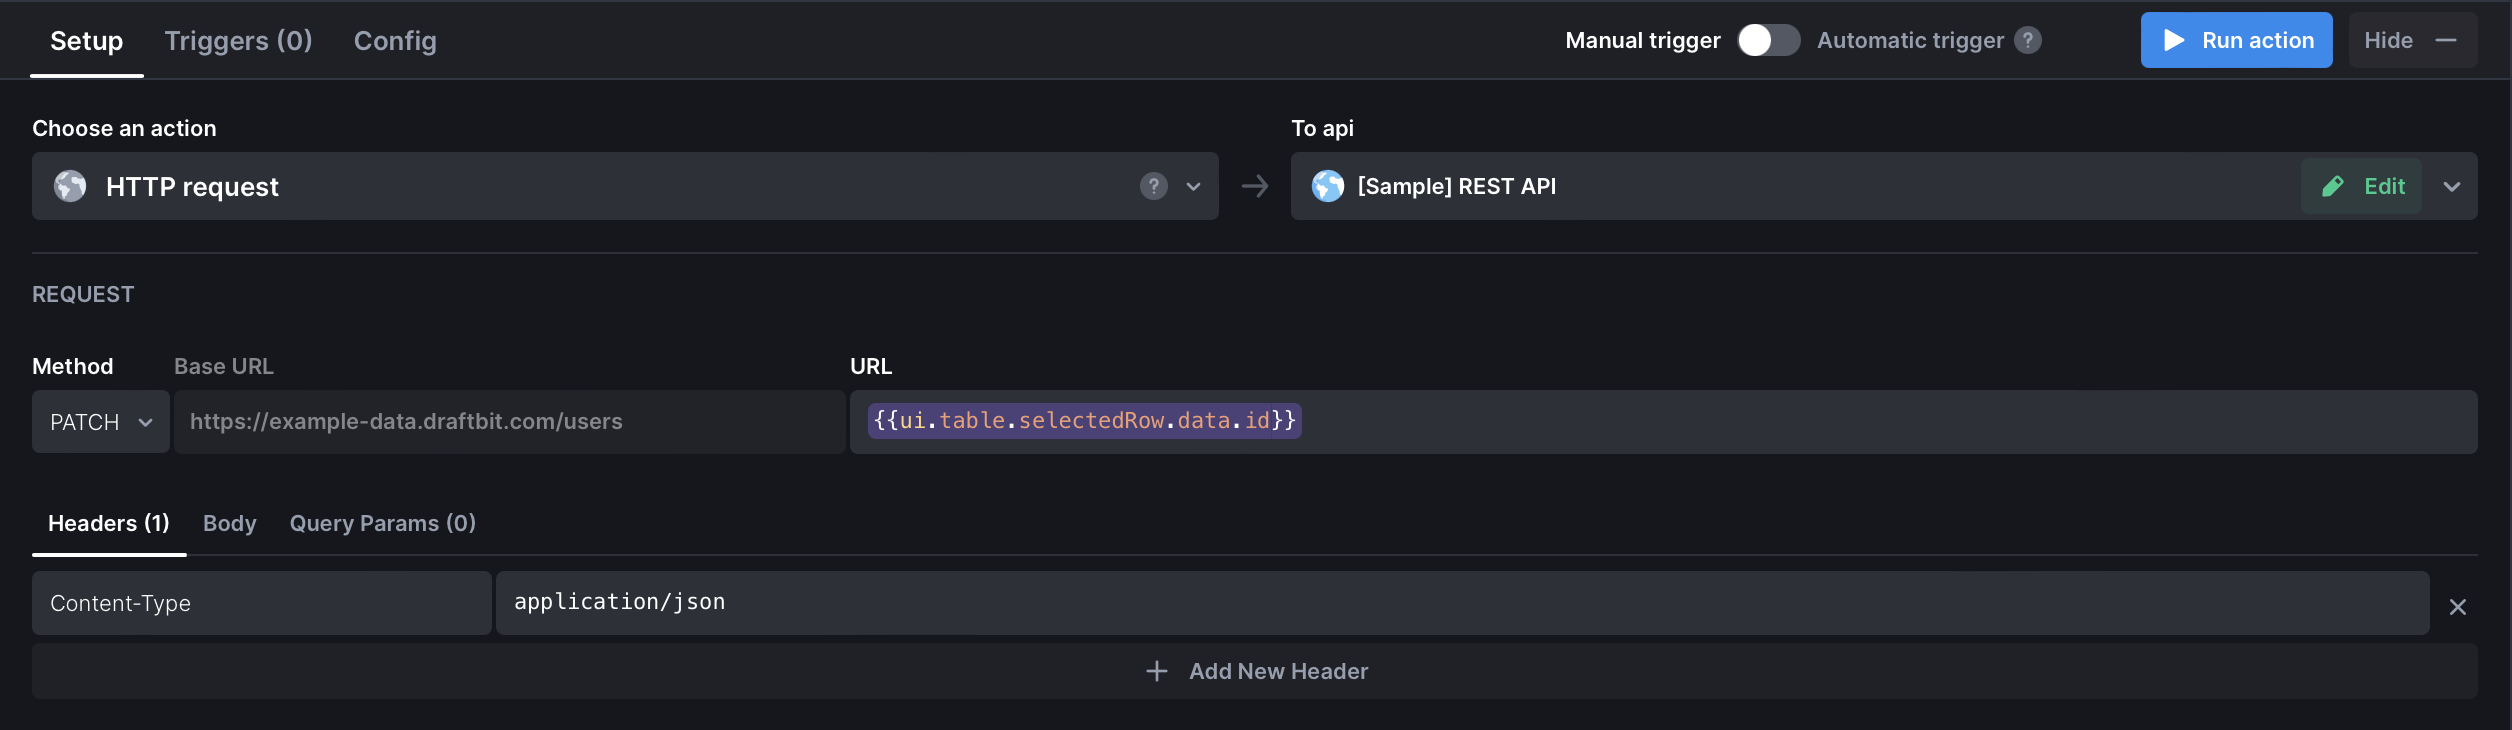 Setup Triggers (0) Config Manual trigger Automatic trigger ? Run action Hide
Choose an action To api
HTTP request ? [Sample] REST API Edit
REQUEST
Method Base URL URL
PATCH https://example-data.draftbit.com/users {{ui.table.selectedRow.data.id}}
Headers (1) Body Query Params (0)
Content-Type application/json
Add New Header